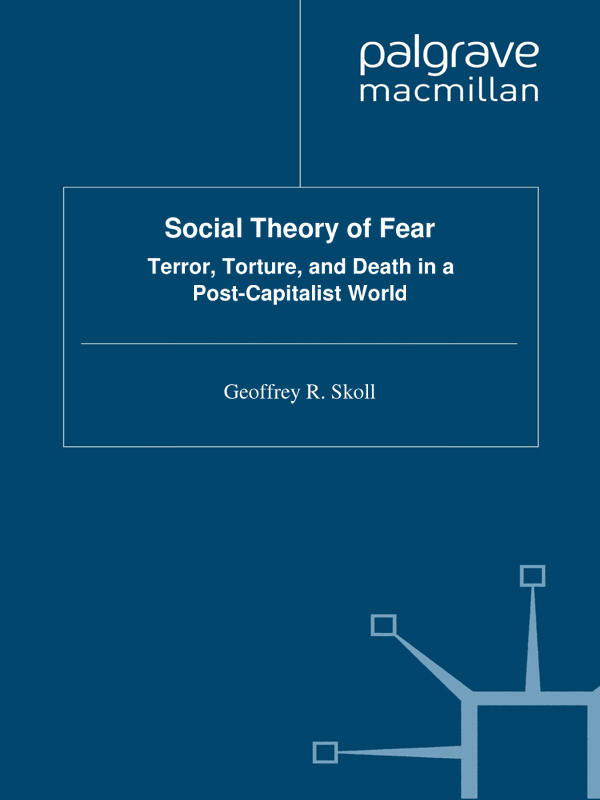 palgrave
macmillan
Social Theory of Fear
Terror, Torture, and Death in a
Post-Capitalist World
Geoffrey R. Skoll